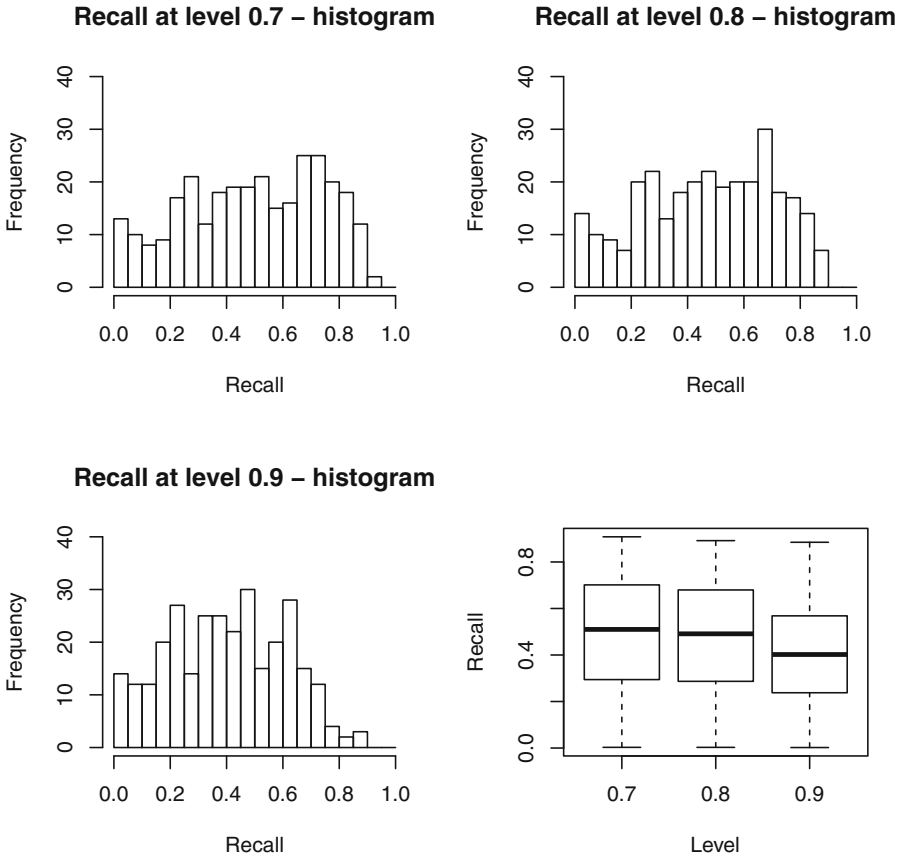 Recall at level 0.7 – histogram
Frequency
0 10 20 30 40
0.0 0.2 0.4 0.6 0.8 1.0
Recall
Recall at level 0.8 – histogram
Frequency
0 10 20 30 40
0.0 0.2 0.4 0.6 0.8 1.0
Recall
Recall at level 0.9 – histogram
Frequency
0 10 20 30 40
0.0 0.2 0.4 0.6 0.8 1.0
Recall
Recall
0.0 0.4 0.8
0.7 0.8 0.9
Level